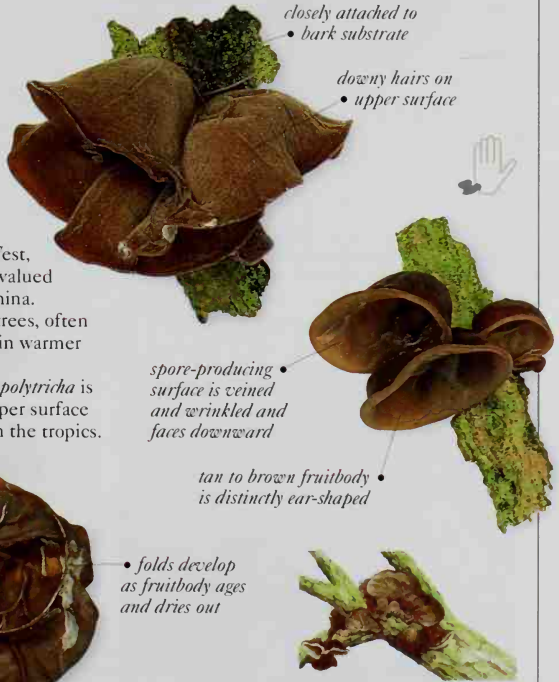 closely attached to
bark substrate
downy hairs on
upper surface
est,
valued
ina.
rees, often
in warmer
polytricha is
per surface
the tropics.
spore-producing
surface is veined
and wrinkled and
faces downward
tan to brown fruitbody
is distinctly ear-shaped
folds develop
as fruitbody ages
and dries out